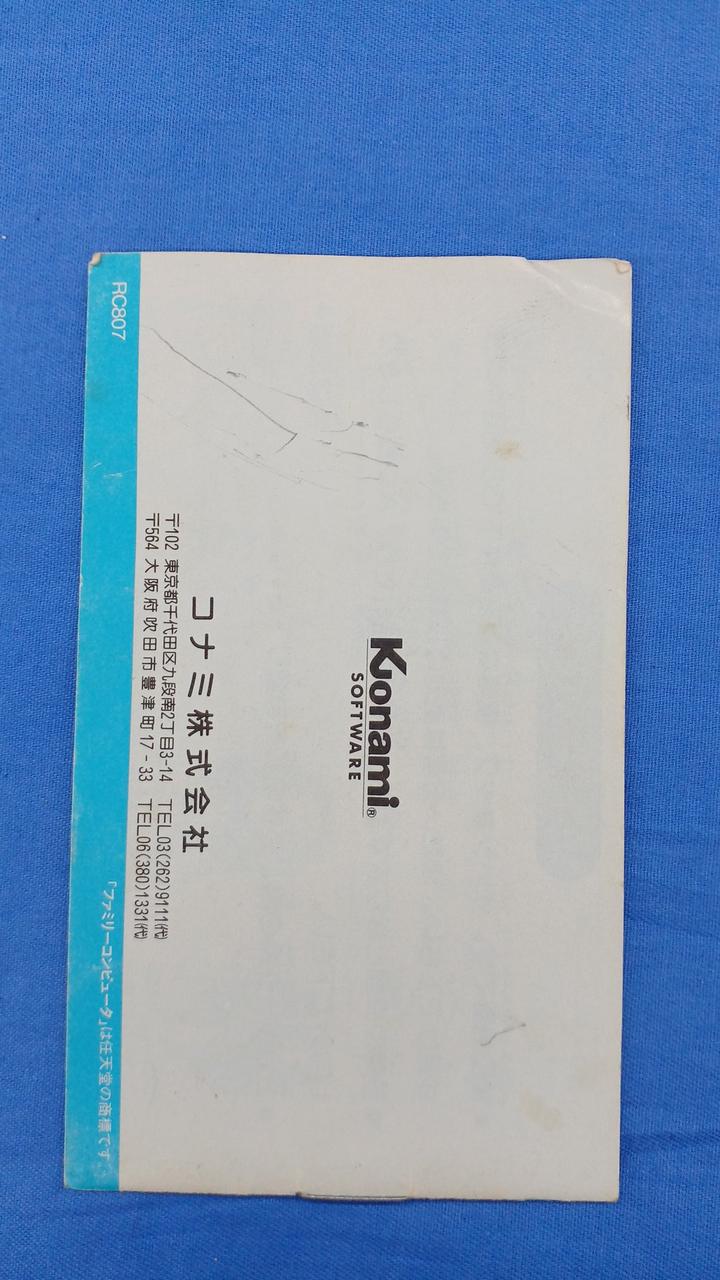 Konami®
SOFTWARE
コナミ株式会社
〒102 東京都千代田区九段南2丁目3-14 TEL03(262)9111㈹
〒564 大阪府吹田市豊津町17-33 TEL06(380)1331㈹
RC807
「ファミリーコンピュータ」は任天堂の商標です。